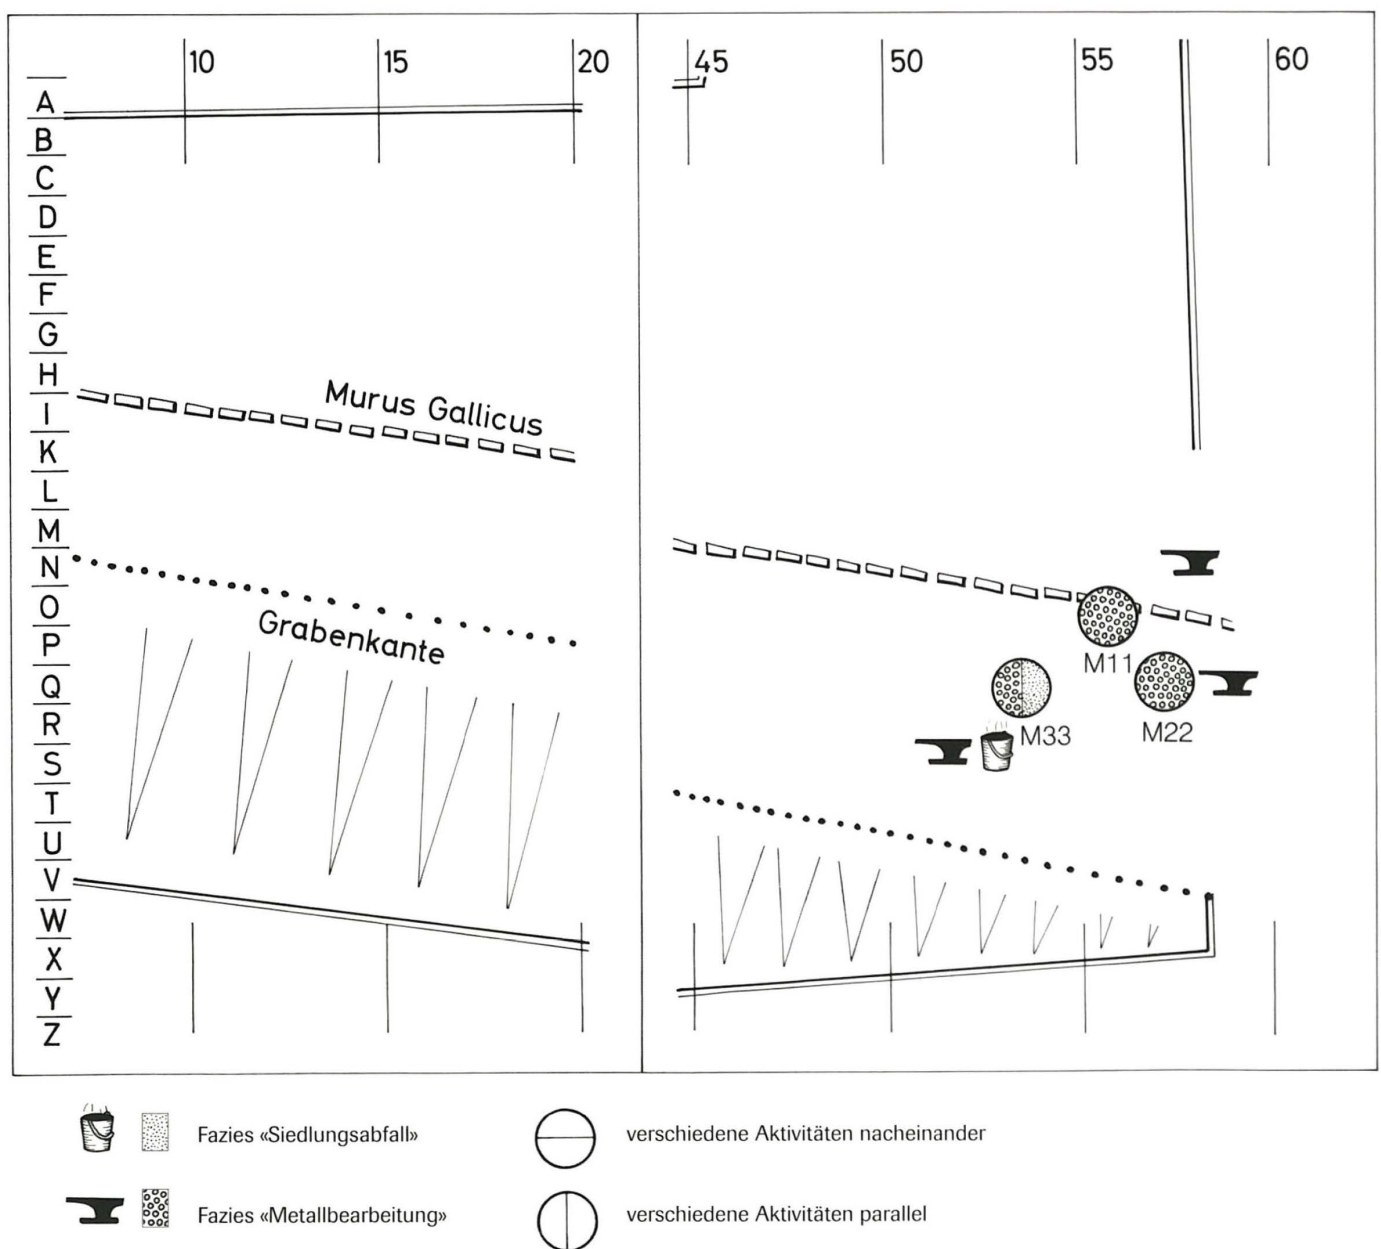 10 15 20 45 50 55 60
A
B
C
D
E
F
G
H
Murus Gallicus
I
K
L
M
N
O
Grabenkante
P
M11
Q
R
M33 M22
S
T
U
V
W
X
Y
Z
Fazies «Siedlungsabfall» verschiedene Aktivitäten nacheinander
Fazies «Metallbearbeitung» verschiedene Aktivitäten parallel